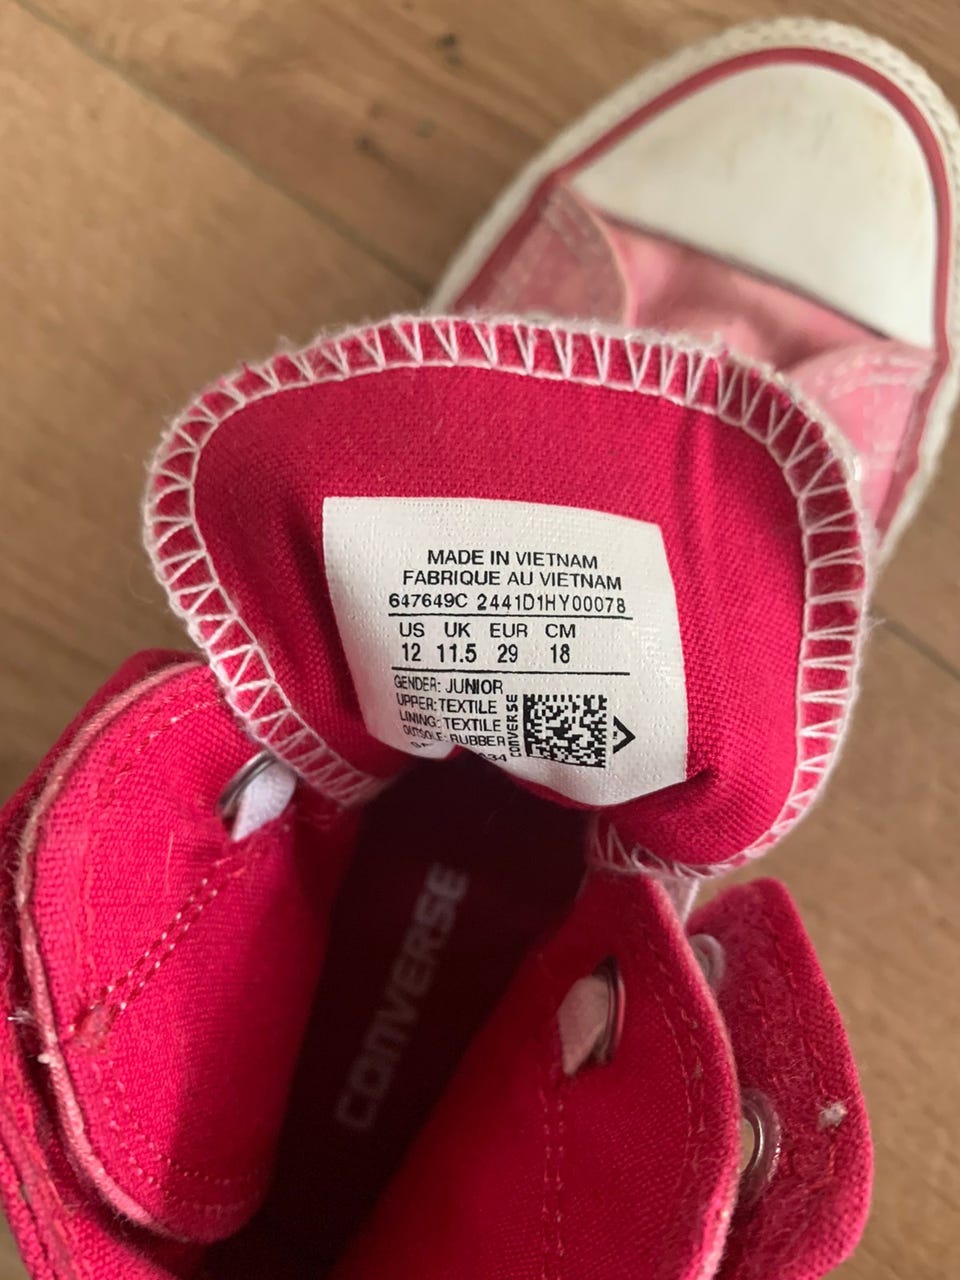 MADE IN VIETNAM
FABRIQUE AU VIETNAM
647649C 2441D1HY00078
US UK EUR CM
12 11.5 29 18
GENDER: JUNIOR
UPPER: TEXTILE
LINING: TEXTILE
OUTSOLE: RUBBER
CONVERSE
™
CONVERSE